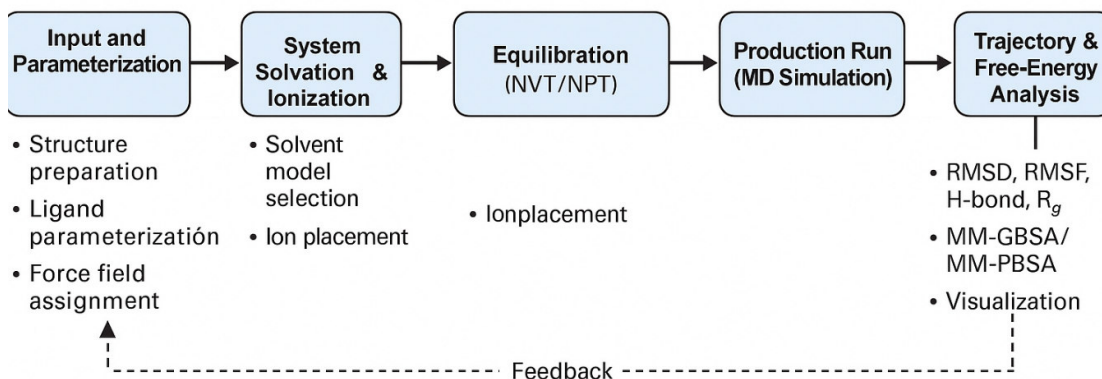 Input and
Parameterization
System
Solvation &
Ionization
Equilibration
(NVT/NPT)
Production Run
(MD Simulation)
Trajectory &
Free-Energy
Analysis
• Structure
preparation
• Ligand
parameterizatión
• Force field
assignment
• Solvent
model
selection
• Ion placement
• Ionplacement
• RMSD, RMSF,
H-bond, Rg
• MM-GBSA/
MM-PBSA
• Visualization
Feedback